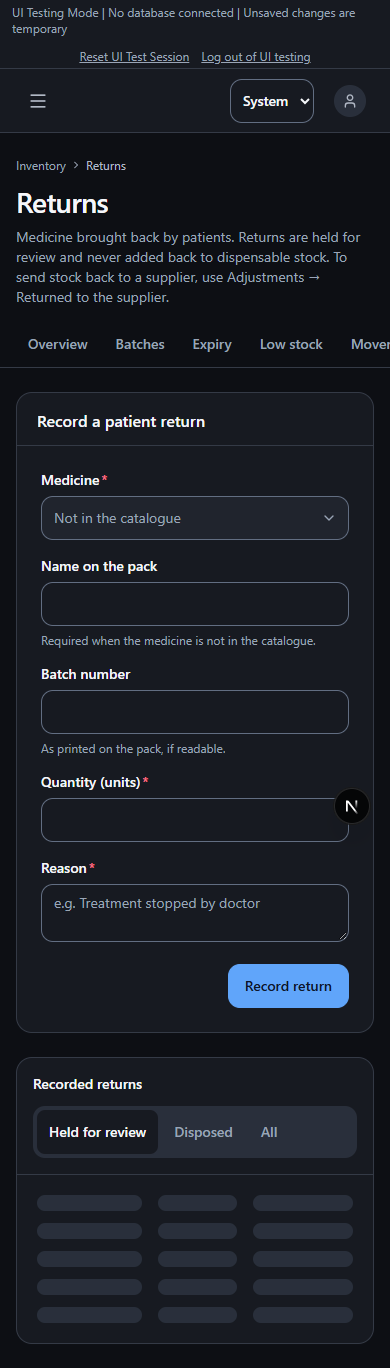 UI Testing Mode | No database connected | Unsaved changes are
temporary
Reset UI Test Session Log out of UI testing
System
Inventory > Returns
Returns
Medicine brought back by patients. Returns are held for
review and never added back to dispensable stock. To
send stock back to a supplier, use Adjustments →
Returned to the supplier.
Overview Batches Expiry Low stock Mover
Record a patient return
Medicine*
Not in the catalogue
Name on the pack
Required when the medicine is not in the catalogue.
Batch number
As printed on the pack, if readable.
Quantity (units)*
N
Reason*
e.g. Treatment stopped by doctor
Record return
Recorded returns
Held for review Disposed All